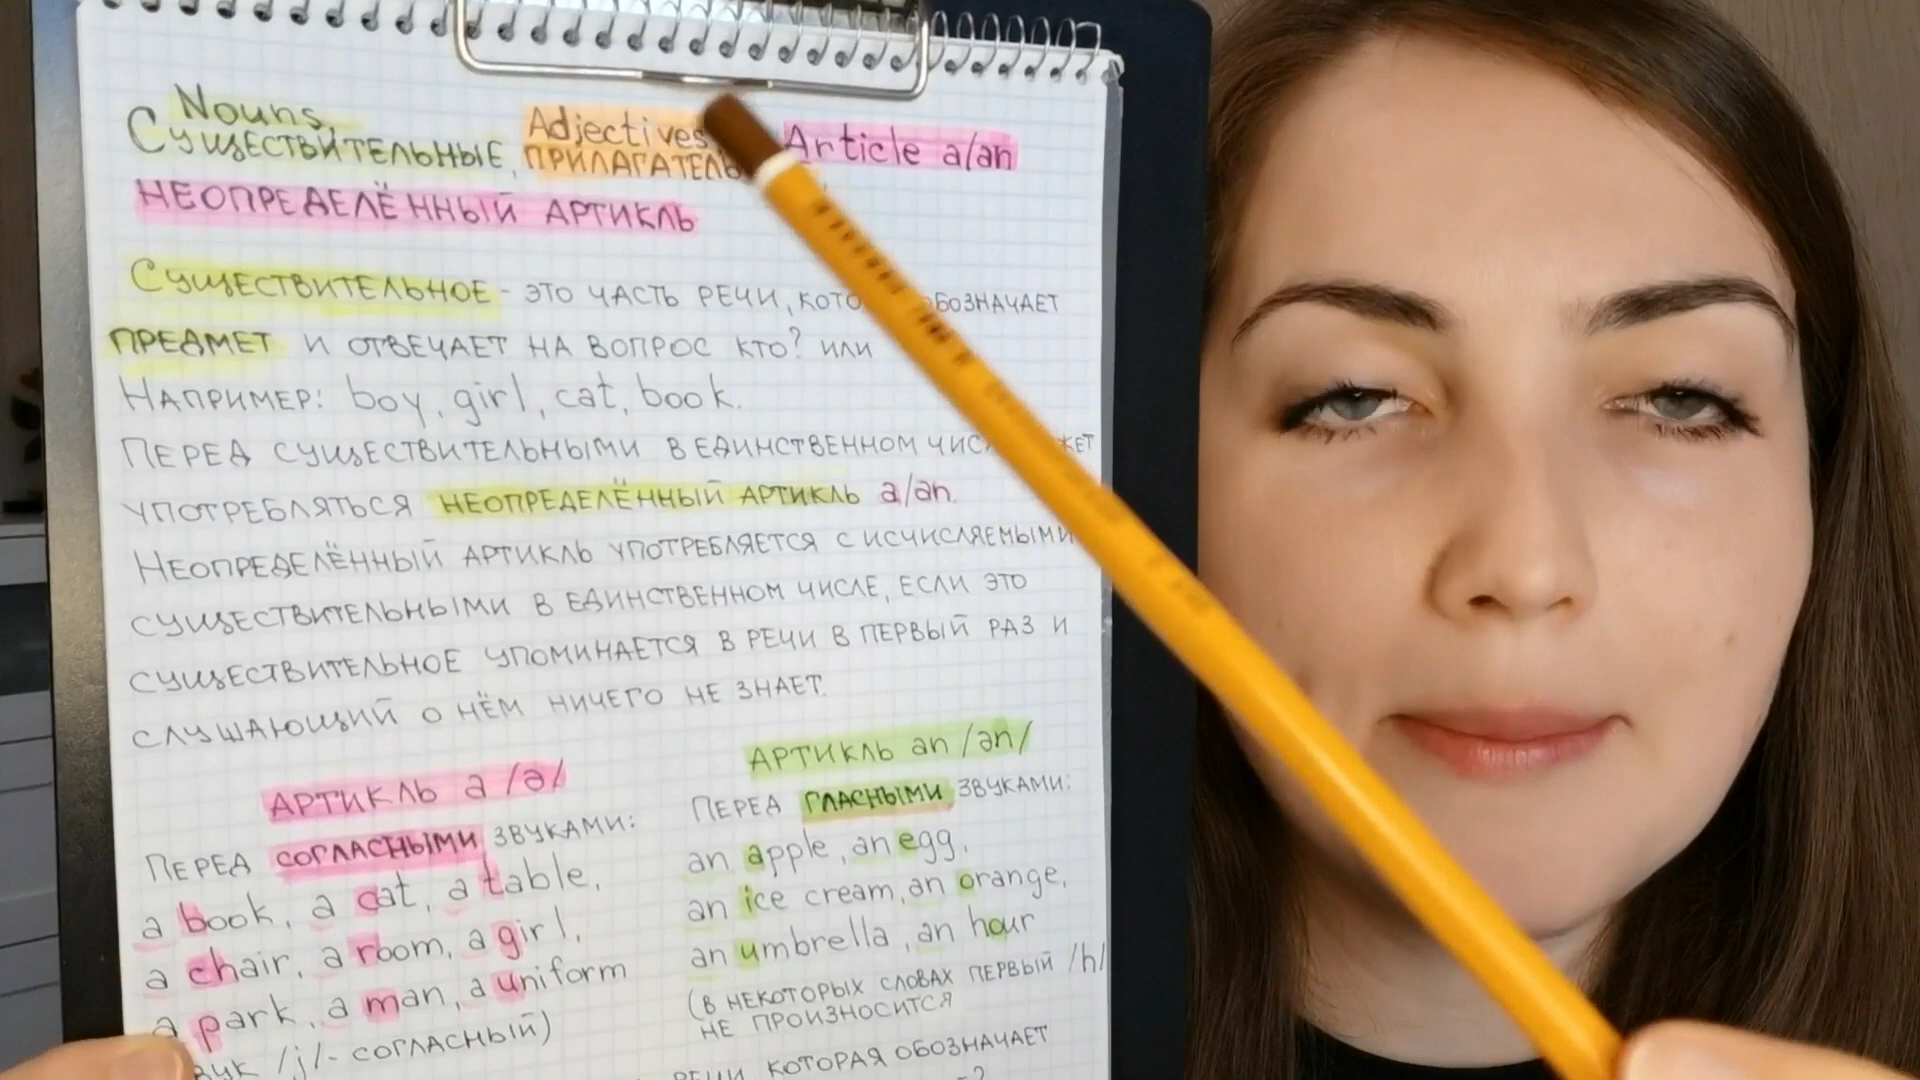 Nouns
Существительные, Adjectives Article a/an
ПРИЛАГАТЕЛЬ
НЕОПРЕДЕЛЁННЫЙ АРТИКЛЬ
Существительное - это часть речи, обозначает
ПРЕДМЕТ и отвечает на вопрос кто? или
Например: boy, girl, cat, book.
Перед существительными в единственном
употребляться неопределённый артикль a/an.
Неопределённый артикль употребляется с исчисляемыми
существительными в единственном числе, если это
существительное упоминается в речи в первый раз и
слушающий о нём ничего не знает.
АРТИКЛЬ a /ə/
Перед согласными звуками:
a book, a cat, a table,
a chair, a room, a girl,
a park, a man, a uniform
/j/ - согласный)
АРТИКЛЬ an /ən/
Перед гласными звуками:
an apple, an egg,
an ice cream, an orange,
an umbrella, an hour
(в некоторых словах первый /h/
не произносится
речи, которая обозначает